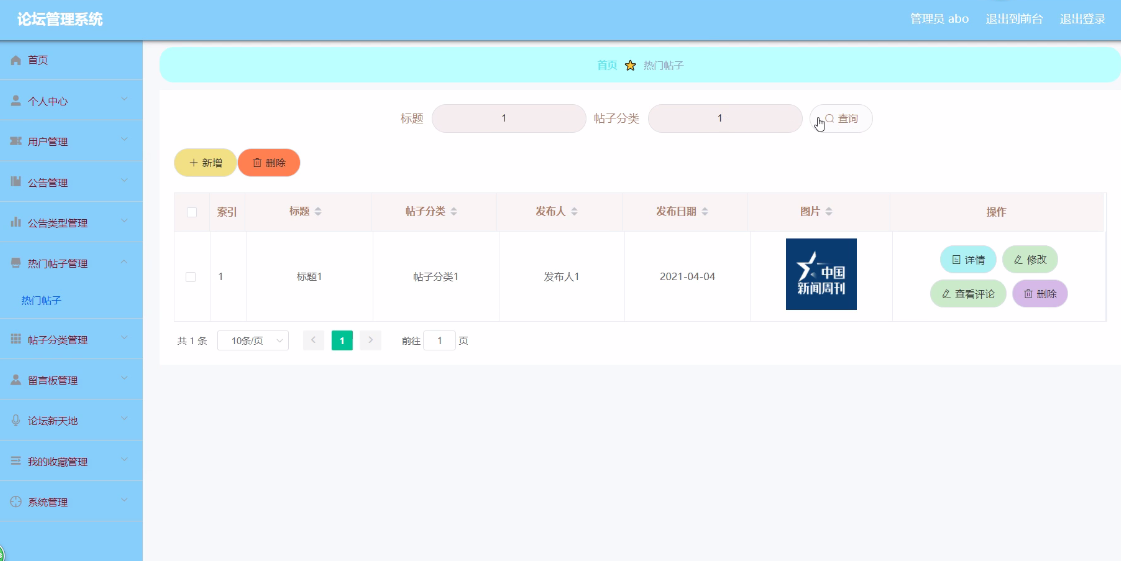 论坛管理系统
管理员 abo 退出到前台 退出登录
首页
个人中心
用户管理
公告管理
公告类型管理
热门帖子管理
热门帖子
帖子分类管理
留言板管理
论坛新天地
我的收藏管理
系统管理
首页 热门帖子
标题 1 帖子分类 1 查询
新增 删除
索引 标题 帖子分类 发布人 发布日期 图片 操作
1 标题1 帖子分类1 发布人1 2021-04-04
中国
新闻周刊
详情 修改
查看评论 删除
共 1 条 10条/页 1 前往 1 页